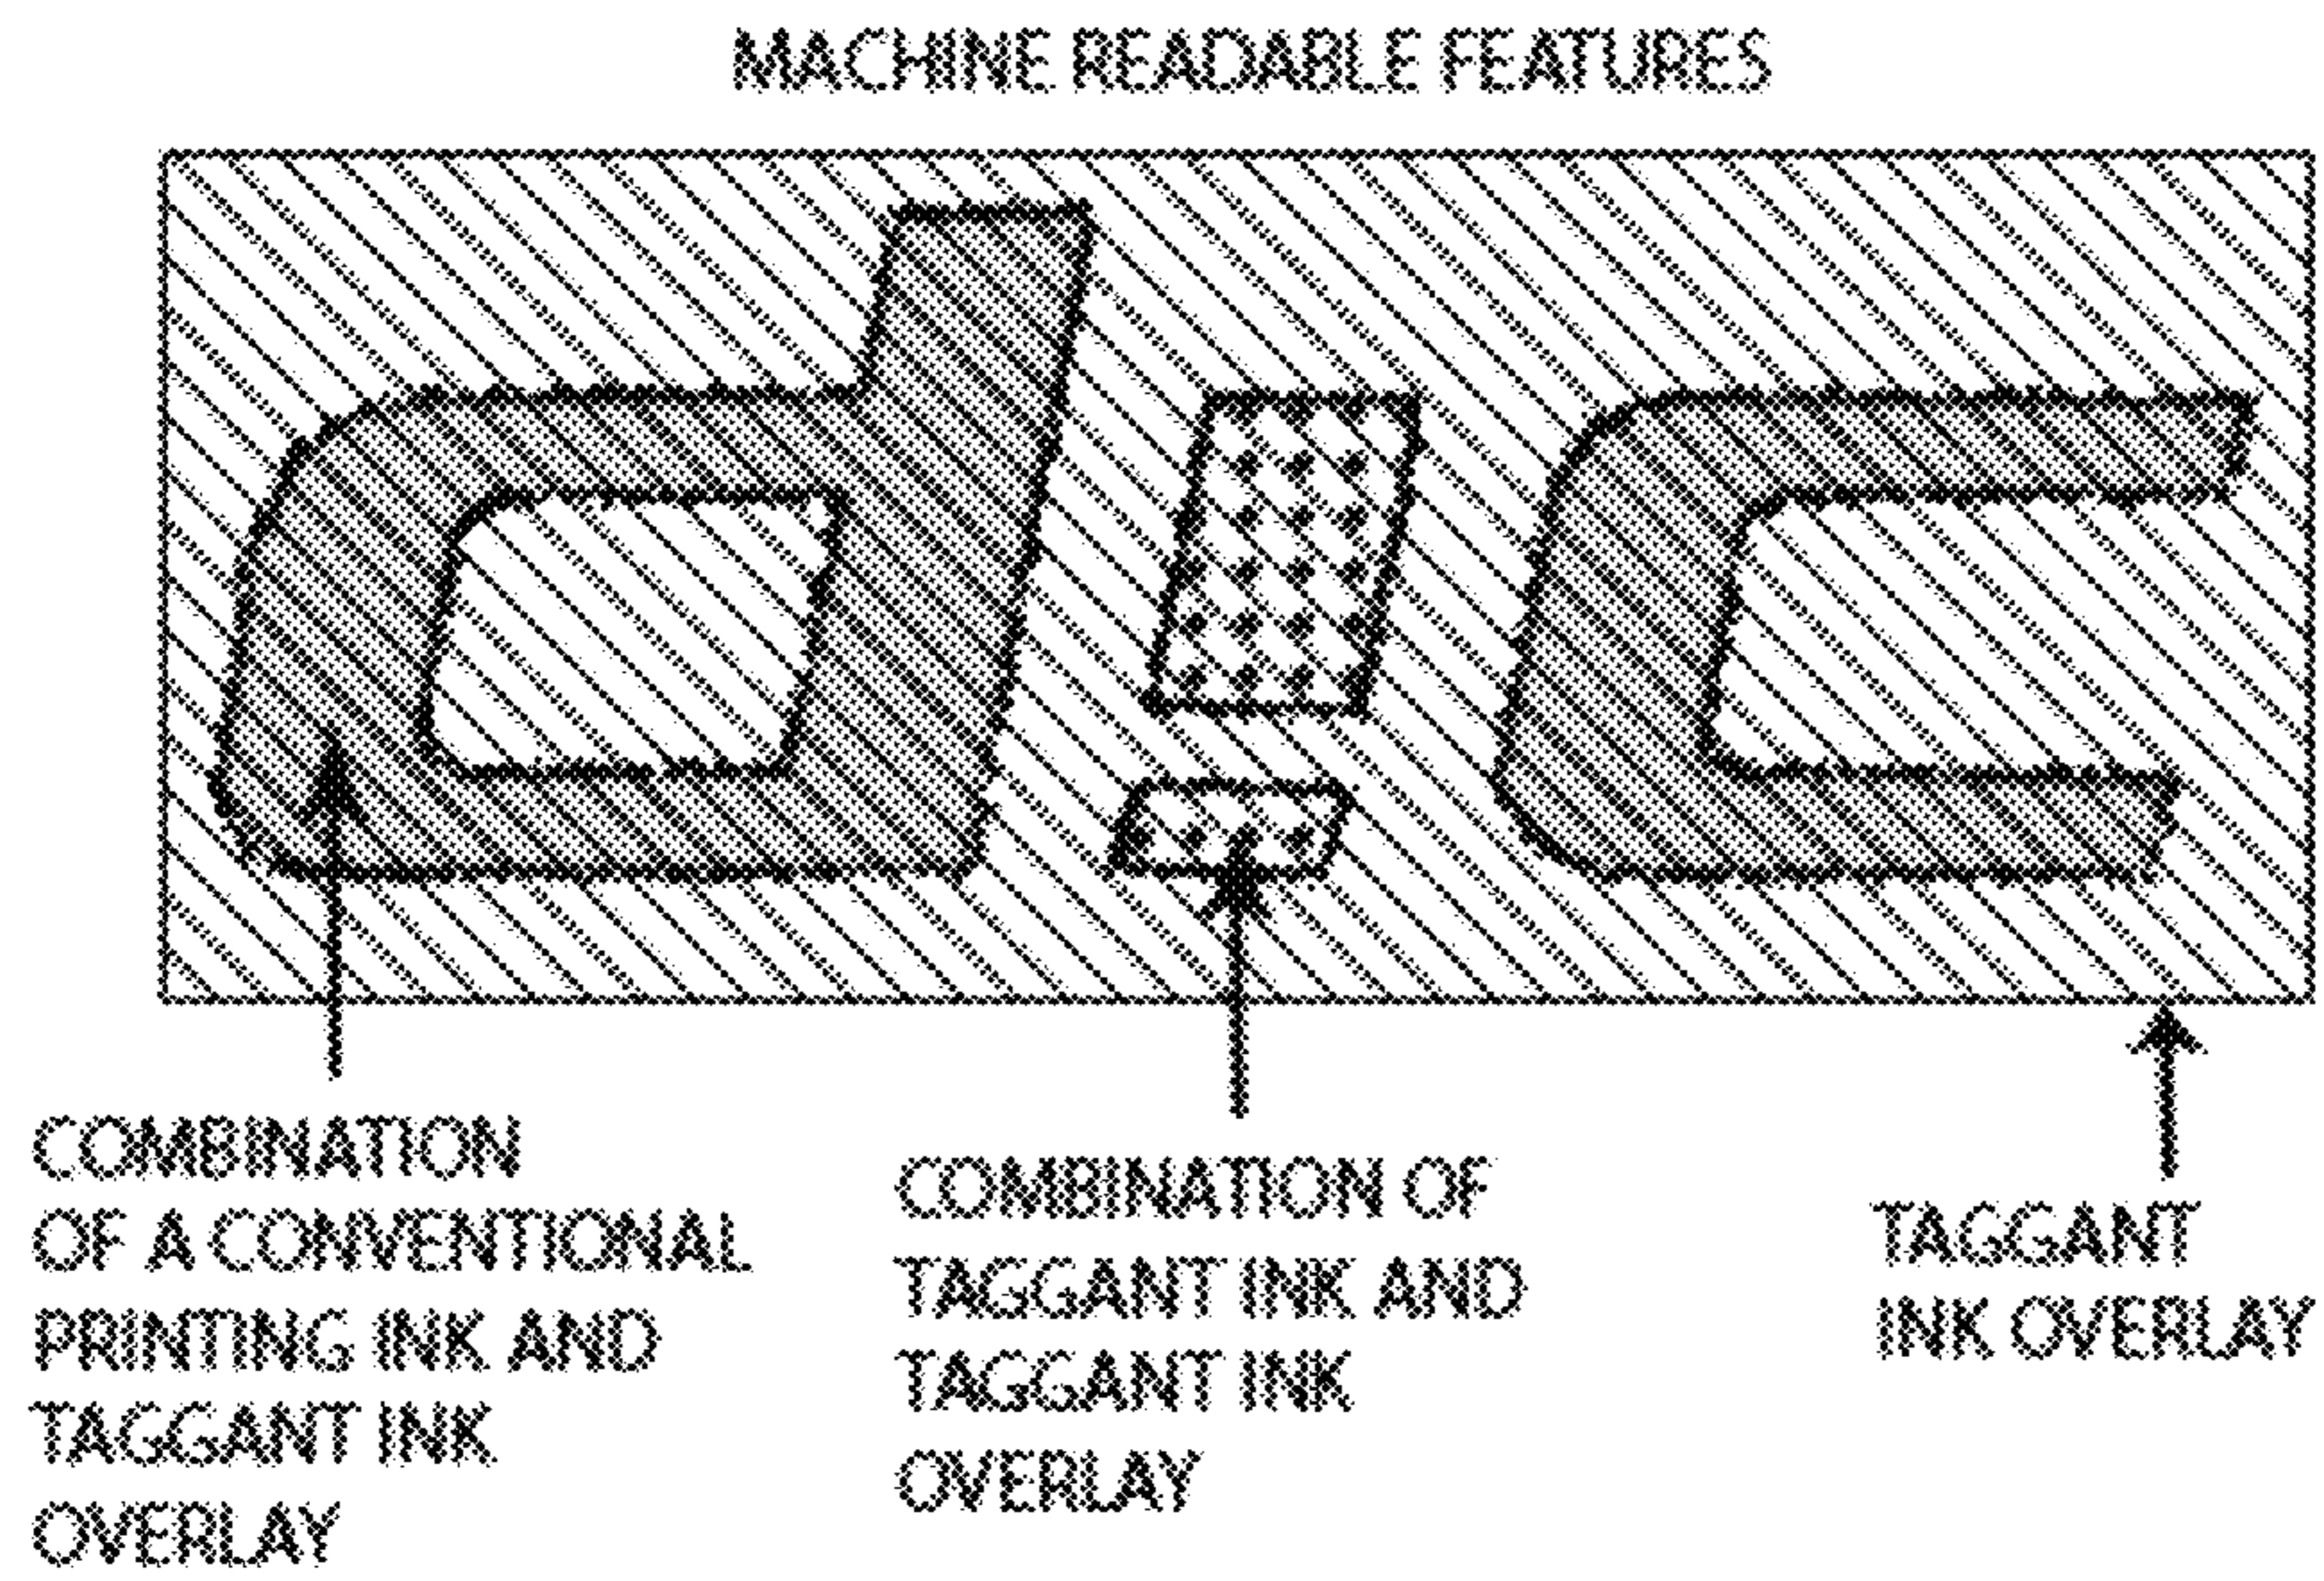 MACHINE READABLE FEATURES
COMBINATION
OF A CONVENTIONAL
PRINTING INK AND
TAGGANT INK
OVERLAY
COMBINATION OF
TAGGANT INK AND
TAGGANT INK
OVERLAY
TAGGANT
INK OVERLAY